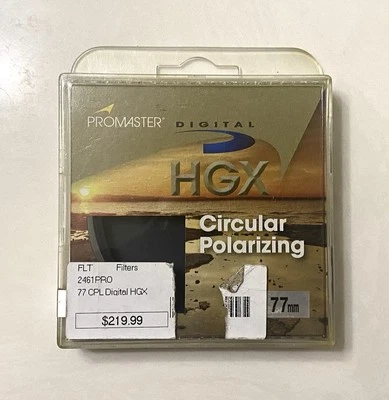 PROMASTER®
DIGITAL
HGX
Circular
Polarizing
FLT Filters
2461PRO
77 CPL Digital HGX
$219.99
77mm